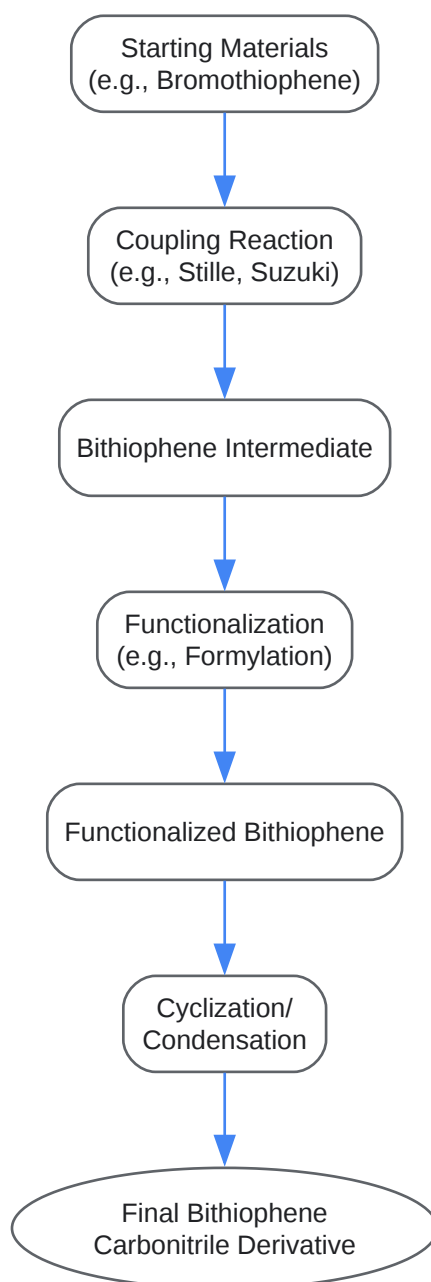 Starting Materials
(e.g., Bromothiophene)
Coupling Reaction
(e.g., Stille, Suzuki)
Bithiophene Intermediate
Functionalization
(e.g., Formylation)
Functionalized Bithiophene
Cyclization/
Condensation
Final Bithiophene
Carbonitrile Derivative